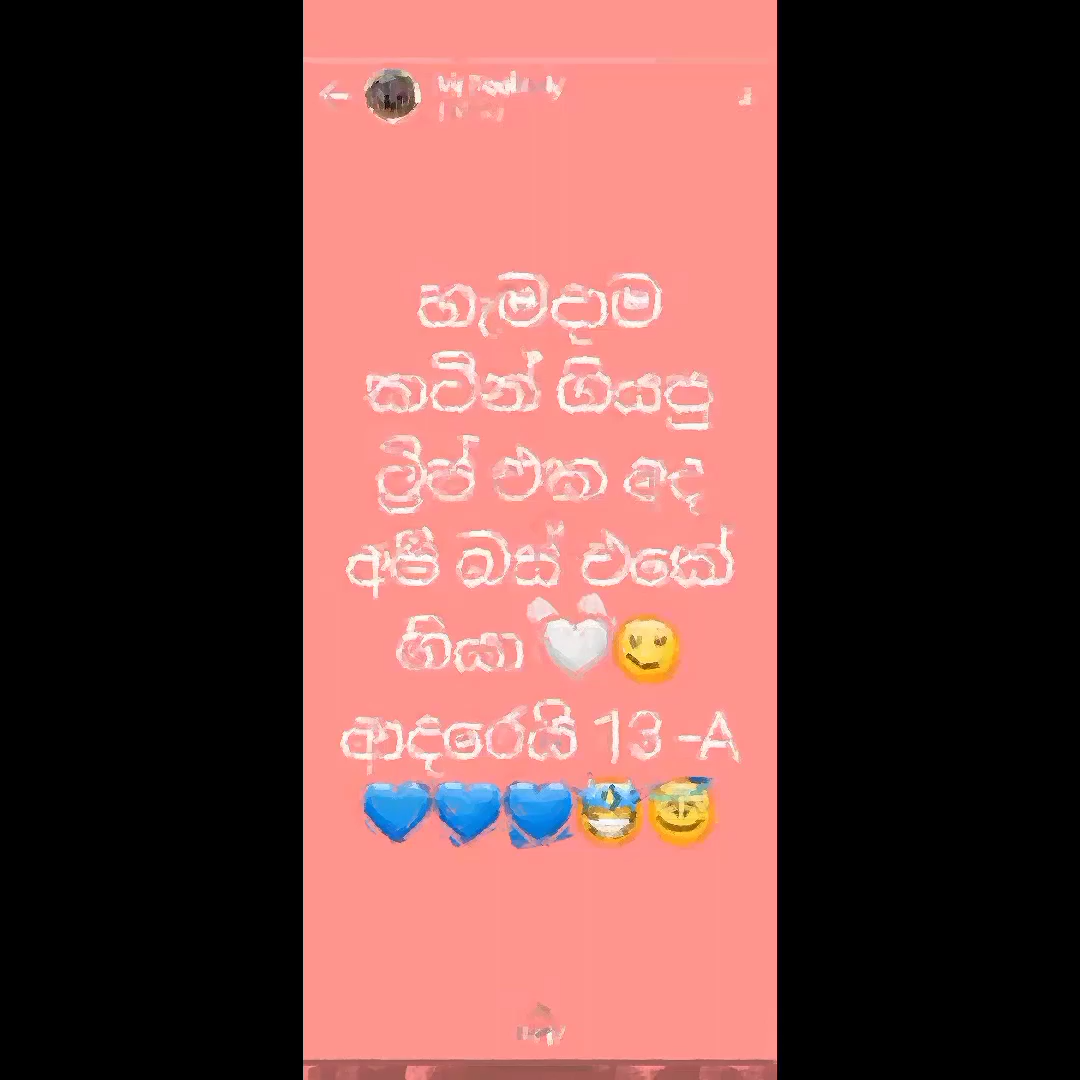 හැමදාම
කටින් ගියපු
ට්‍රිප් එක අද
අපි බස් එකේ
ගියා 🤍🙂
ආදරෙයි 13 -A
💙💙💙🤩😇